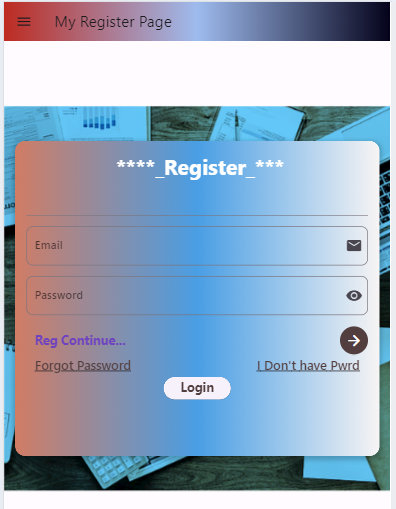 My Register Page
****_Register_***
Email
Password
Reg Continue...
Forgot Password I Don't have Pwrd
Login